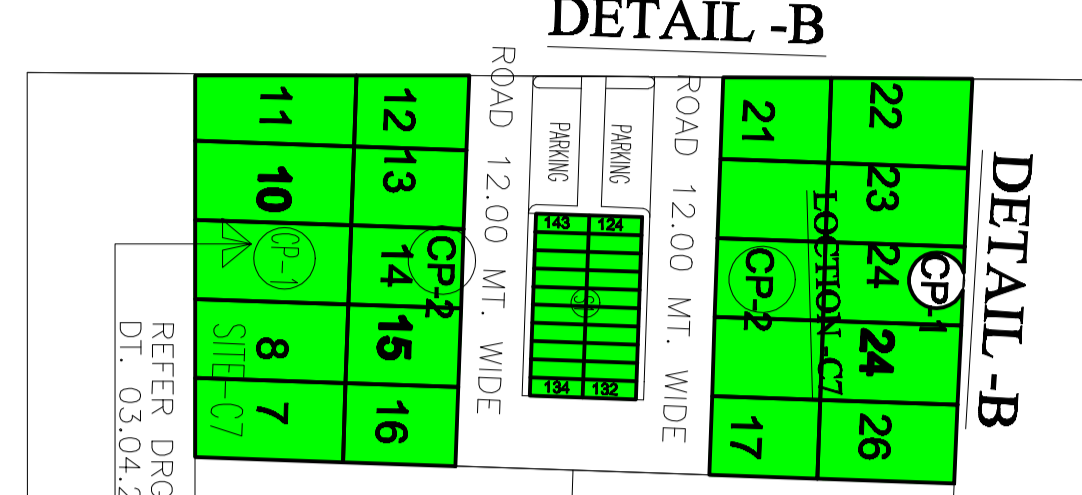 DETAIL -B
DETAIL -B
11
12
10
13
CP-1
14
CP-2
8
15
7
16
SITE-C7
REFER DRG
DT. 03.04.2
ROAD 12.00 MT. WIDE
PARKING
PARKING
143
124
134
132
ROAD 12.00 MT. WIDE
21
22
23
CP-2
24
CP-1
LOCTION -C7
24
17
26